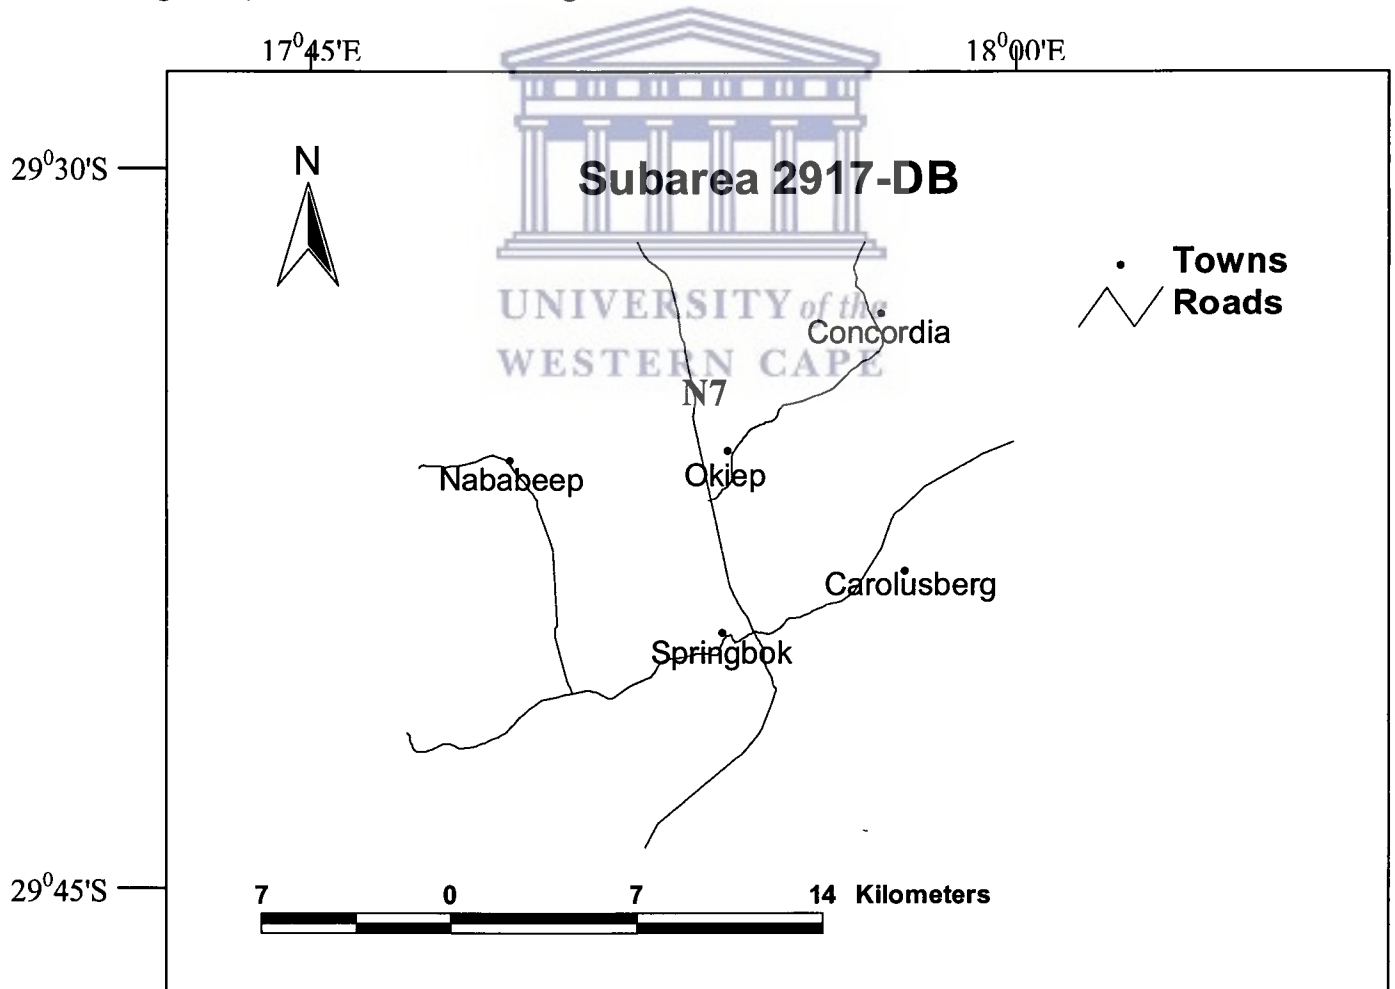 17⁰45'E 18⁰00'E
29⁰30'S
N
Subarea 2917-DB
Towns
Roads
UNIVERSITY of the
WESTERN CAPE
Concordia
N7
Nababeep
Okiep
Carolusberg
Springbok
29⁰45'S
7 0 7 14 Kilometers